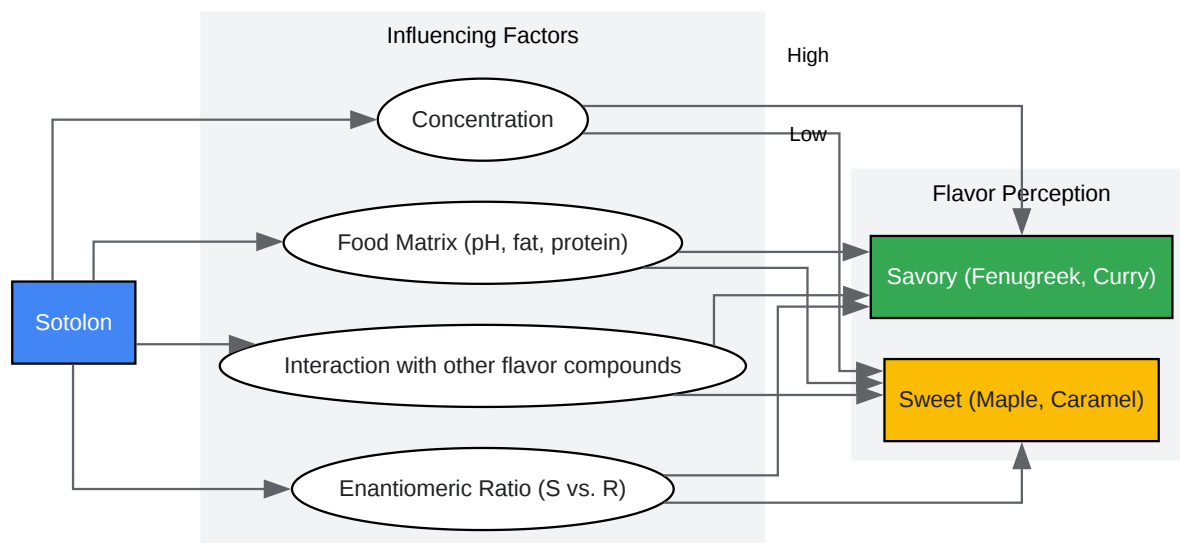 Influencing Factors
High
Concentration
Low
Flavor Perception
Food Matrix (pH, fat, protein)
Savory (Fenugreek, Curry)
Sotolon
Interaction with other flavor compounds
Sweet (Maple, Caramel)
Enantiomeric Ratio (S vs. R)